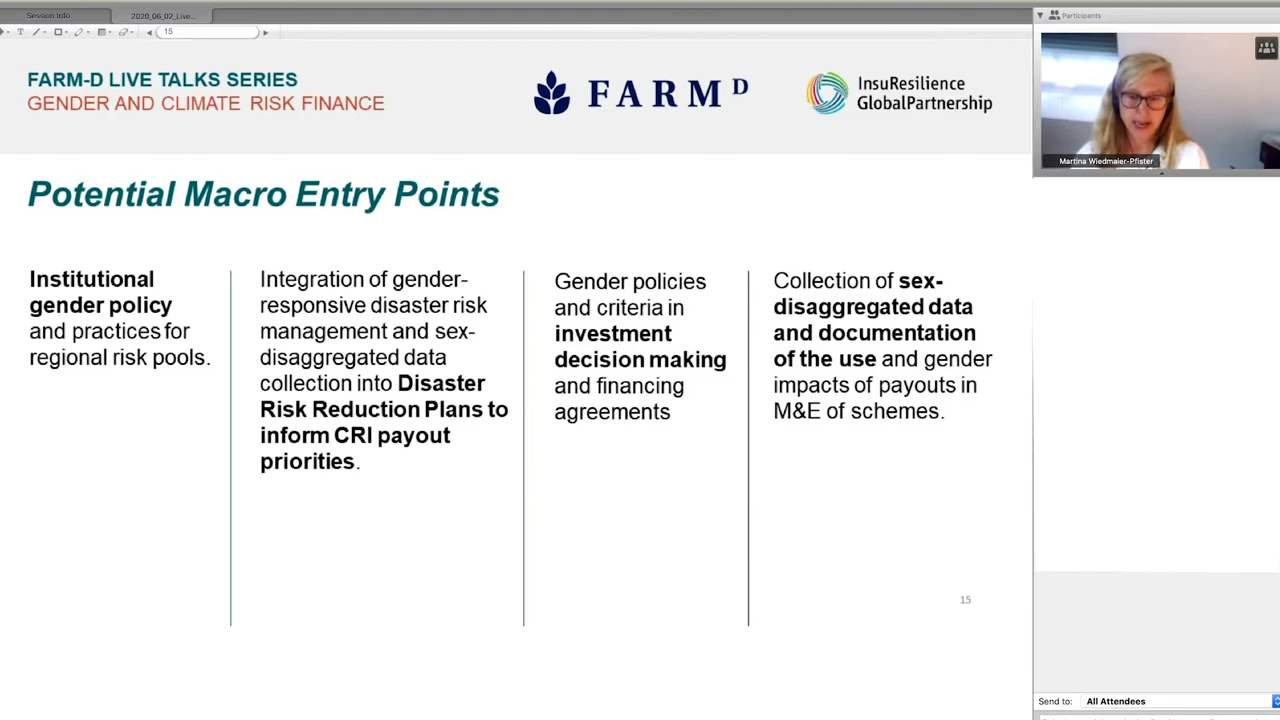 Session Info
2020_06_02_Live...
15
Participants
FARM-D LIVE TALKS SERIES
GENDER AND CLIMATE RISK FINANCE
FARM D
InsuResilience
GlobalPartnership
Martina Wiedmaier-Pfister
Potential Macro Entry Points
Institutional
gender policy
and practices for
regional risk pools.
Integration of gender-
responsive disaster risk
management and sex-
disaggregated data
collection into Disaster
Risk Reduction Plans to
inform CRI payout
priorities.
Gender policies
and criteria in
investment
decision making
and financing
agreements
Collection of sex-
disaggregated data
and documentation
of the use and gender
impacts of payouts in
M&E of schemes.
15
Send to: All Attendees